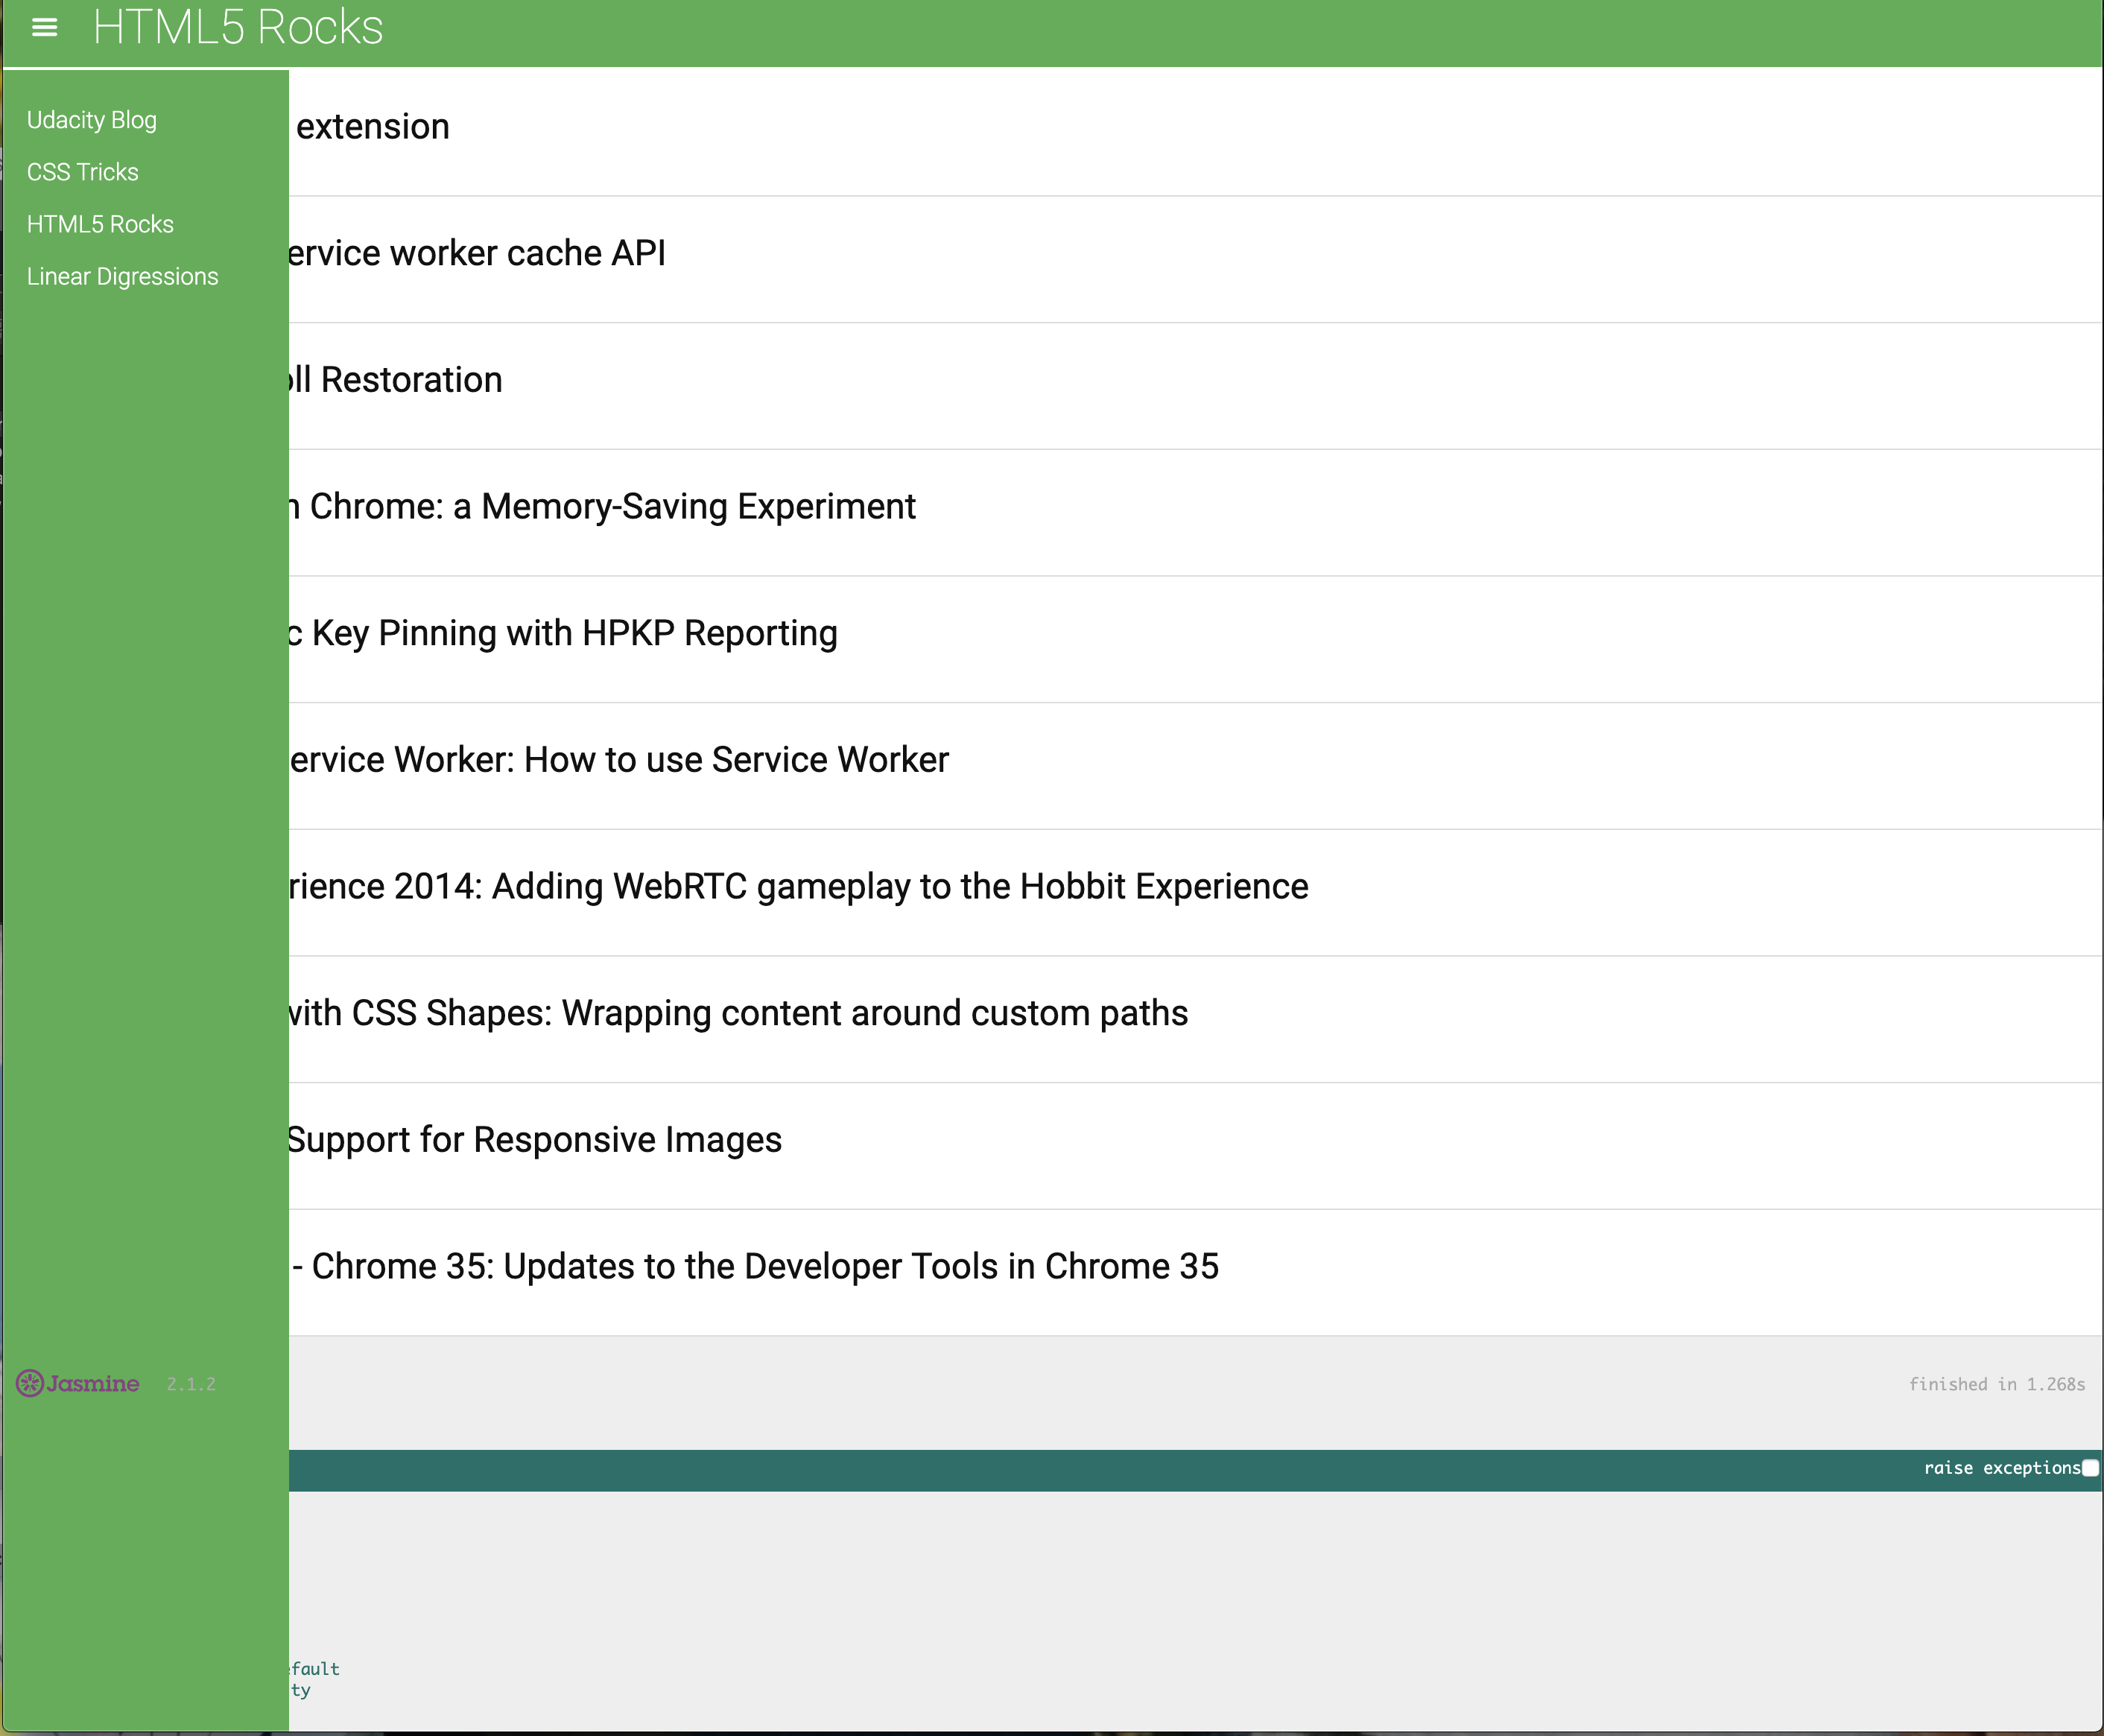 HTML5 Rocks
Udacity Blog
CSS Tricks
HTML5 Rocks
Linear Digressions
extension
ervice worker cache API
oll Restoration
n Chrome: a Memory-Saving Experiment
c Key Pinning with HPKP Reporting
ervice Worker: How to use Service Worker
rience 2014: Adding WebRTC gameplay to the Hobbit Experience
with CSS Shapes: Wrapping content around custom paths
Support for Responsive Images
- Chrome 35: Updates to the Developer Tools in Chrome 35
Jasmine 2.1.2 finished in 1.268s
raise exceptions
efault
ty